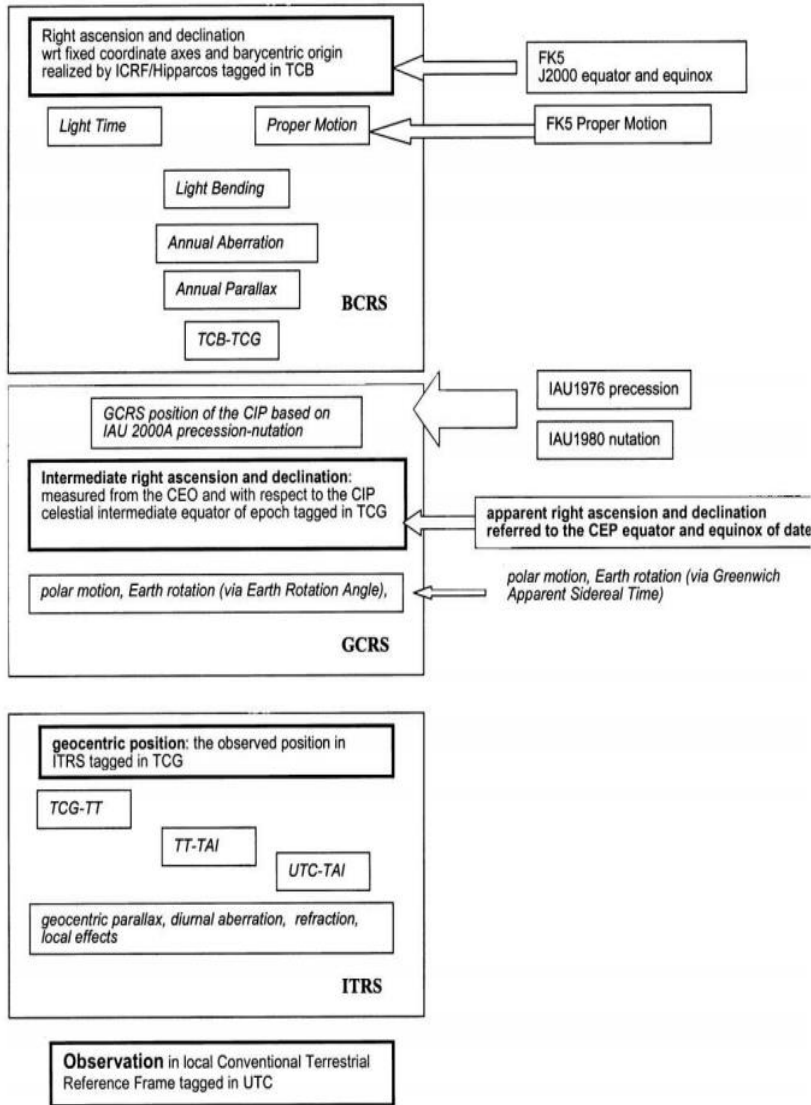 Right ascension and declination
wrt fixed coordinate axes and barycentric origin
realized by ICRF/Hipparcos tagged in TCB
FK5
J2000 equator and equinox
Light Time
Proper Motion
FK5 Proper Motion
Light Bending
Annual Aberration
Annual Parallax
BCRS
TCB-TCG
GCRS position of the CIP based on
IAU 2000A precession-nutation
IAU1976 precession
IAU1980 nutation
Intermediate right ascension and declination:
measured from the CEO and with respect to the CIP
celestial intermediate equator of epoch tagged in TCG
apparent right ascension and declination
referred to the CEP equator and equinox of date
polar motion, Earth rotation (via Earth Rotation Angle),
polar motion, Earth rotation (via Greenwich
Apparent Sidereal Time)
GCRS
geocentric position: the observed position in
ITRS tagged in TCG
TCG-TT
TT-TAI
UTC-TAI
geocentric parallax, diurnal aberration, refraction,
local effects
ITRS
Observation in local Conventional Terrestrial
Reference Frame tagged in UTC